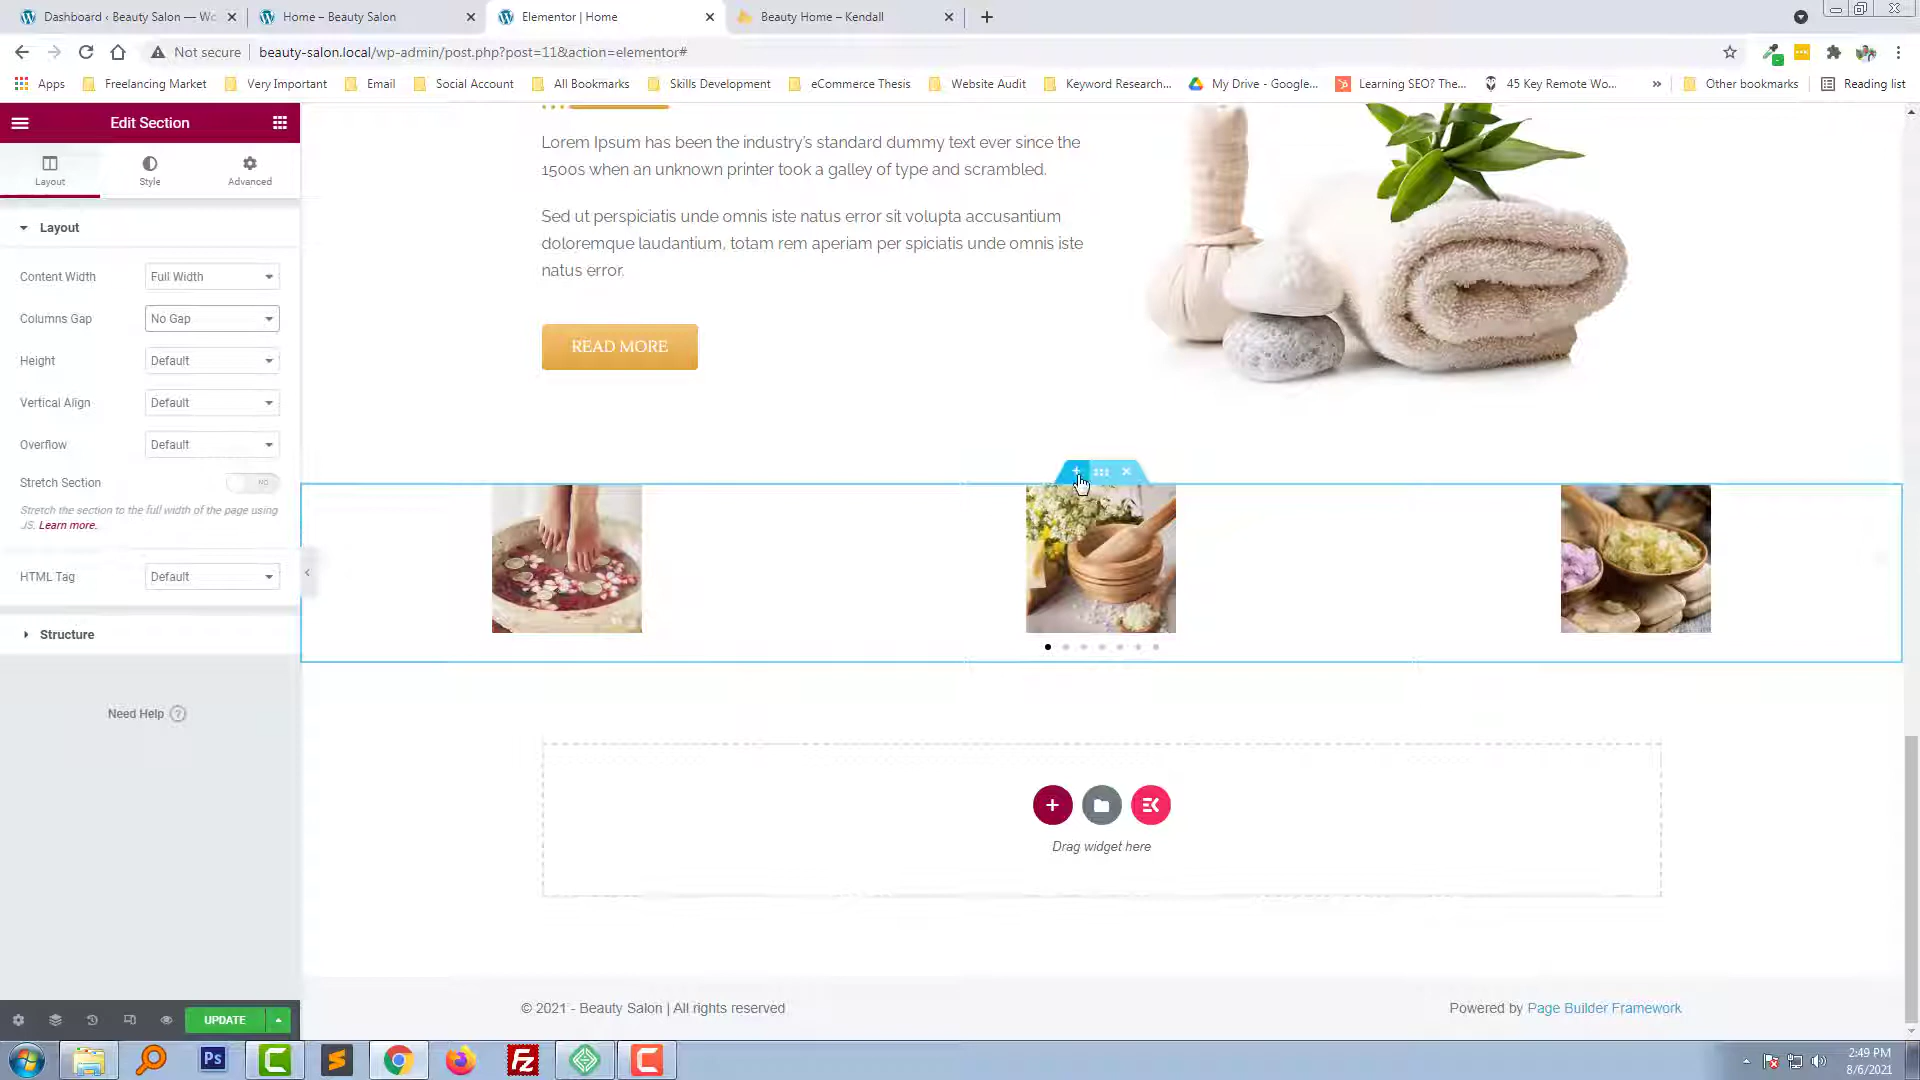 Dashboard ‹ Beauty Salon — Wo
Home – Beauty Salon
Elementor | Home
Beauty Home – Kendall
Not secure
beauty-salon.local/wp-admin/post.php?post=11&action=elementor#
Apps
Freelancing Market
Very Important
Email
Social Account
All Bookmarks
Skills Development
eCommerce Thesis
Website Audit
Keyword Research...
My Drive - Google...
Learning SEO? The...
45 Key Remote Wo...
Other bookmarks
Reading list
Edit Section
Layout
Style
Advanced
Layout
Content Width
Full Width
Columns Gap
No Gap
Height
Default
Vertical Align
Default
Overflow
Default
Stretch Section
NO
Stretch the section to the full width of the page using
JS. Learn more.
HTML Tag
Default
Structure
Need Help ?
UPDATE
Lorem Ipsum has been the industry's standard dummy text ever since the
1500s when an unknown printer took a galley of type and scrambled.
Sed ut perspiciatis unde omnis iste natus error sit volupta accusantium
doloremque laudantium, totam rem aperiam per spiciatis unde omnis iste
natus error.
READ MORE
Drag widget here
© 2021 - Beauty Salon | All rights reserved
Powered by Page Builder Framework
Ps
Fz
2:49 PM
8/6/2021